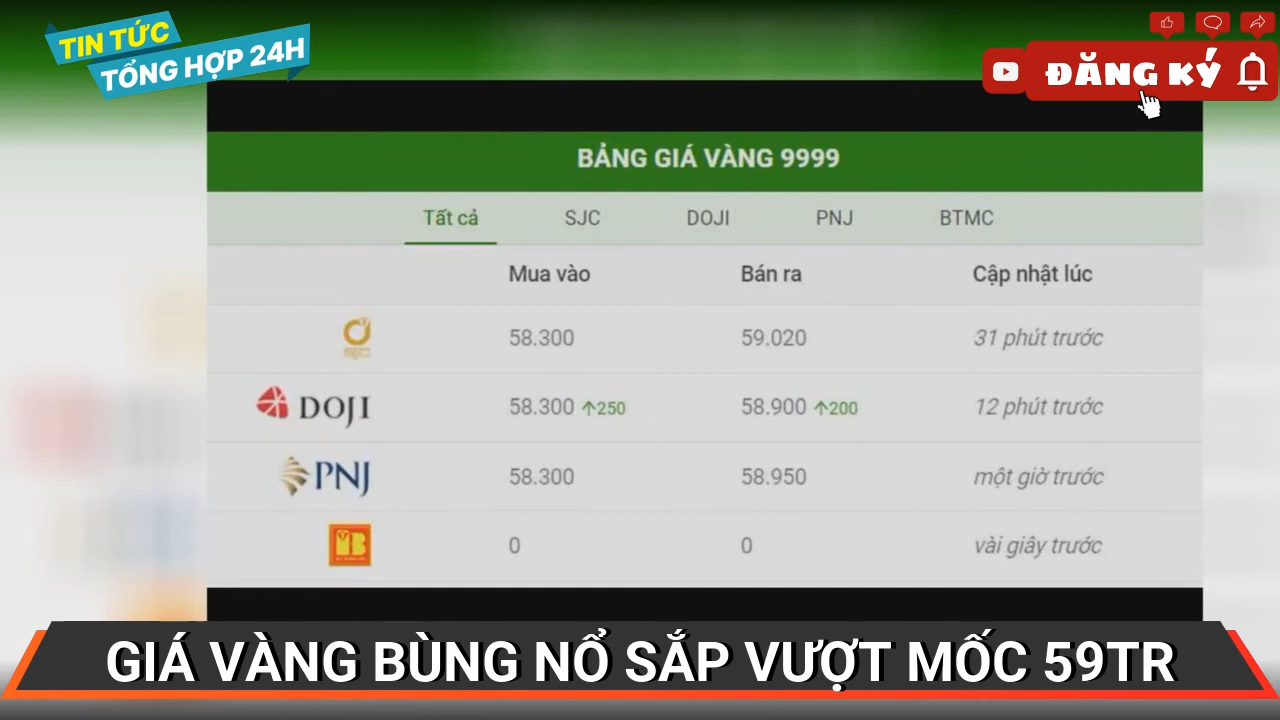 TIN TỨC
TỔNG HỢP 24H
ĐĂNG KÝ
BẢNG GIÁ VÀNG 9999
Tất cả SJC DOJI PNJ BTMC
Mua vào Bán ra Cập nhật lúc
SJC 58.300 59.020 31 phút trước
DOJI 58.300 ↑250 58.900 ↑200 12 phút trước
PNJ 58.300 58.950 một giờ trước
0 0 vài giây trước
GIÁ VÀNG BÙNG NỔ SẮP VƯỢT MỐC 59TR